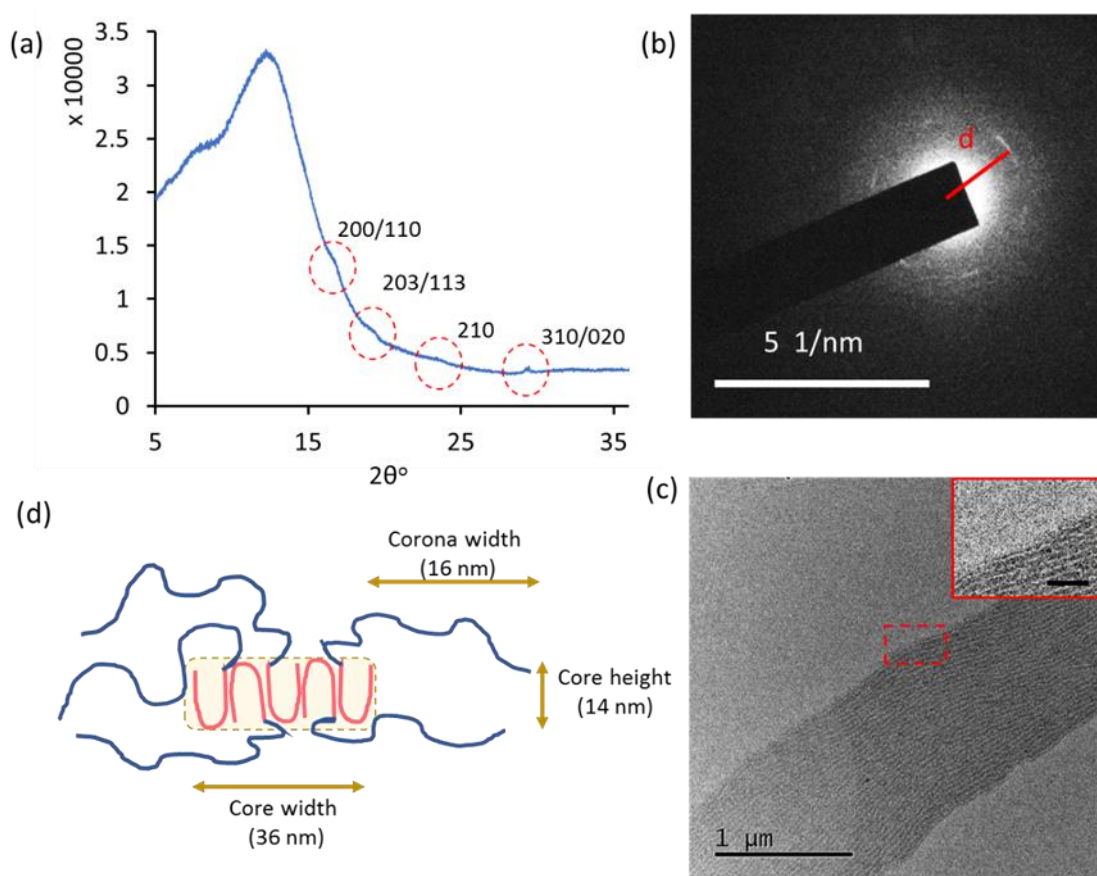 (a)
x 10000
3.5
3
2.5
2
1.5
1
0.5
0
200/110
203/113
210
310/020
5
15
25
35
2θ°
(b)
d
5 1/nm
(d)
Corona width
(16 nm)
Core height
(14 nm)
Core width
(36 nm)
(c)
1 µm